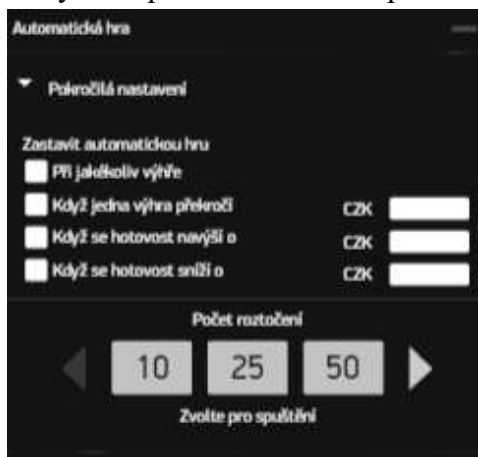 Automatická hra
Pokročilá nastavení
Zastavit automatickou hru
Při jakékoliv výhře
Když jedna výhra překročí CZK
Když se hotovost navýší o CZK
Když se hotovost sníží o CZK
Počet roztočení
10 25 50
Zvolte pro spuštění